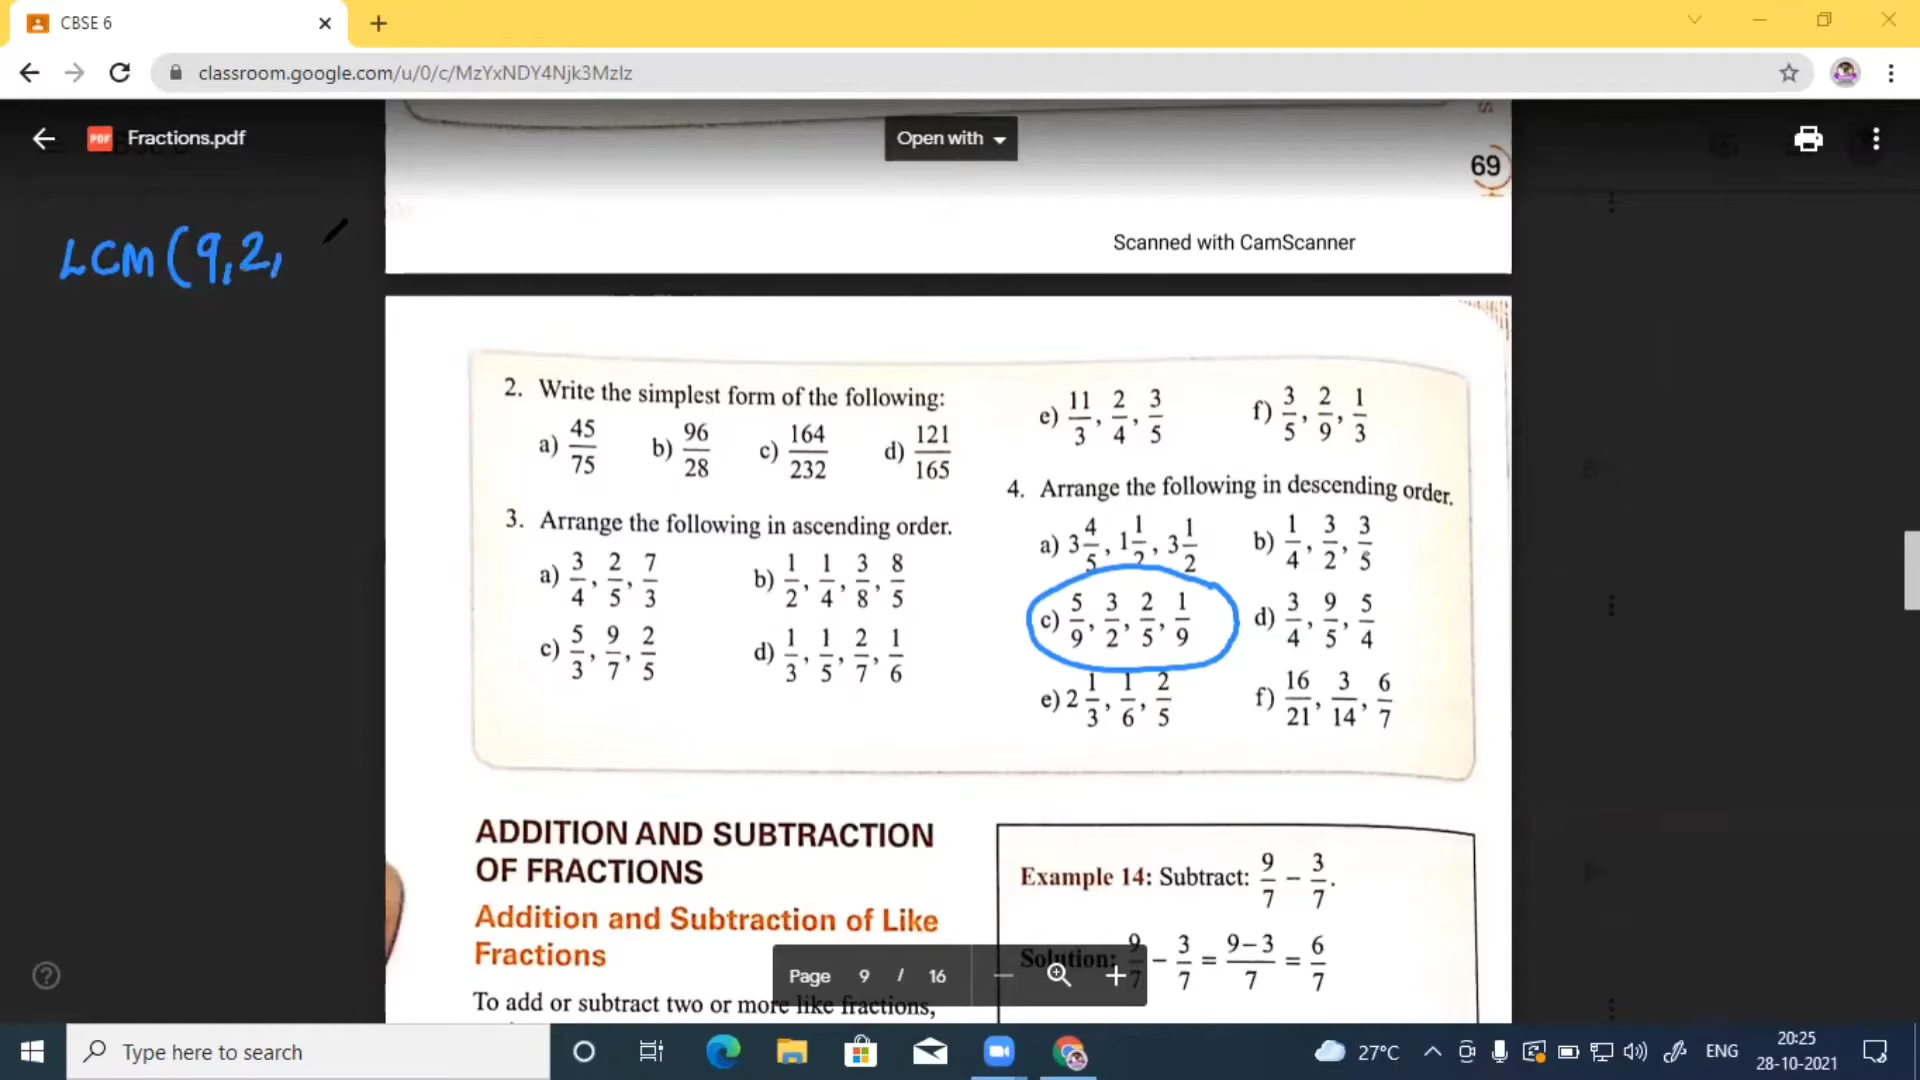 CBSE 6
classroom.google.com/u/0/c/MzYxNDY4Njk3Mzlz
Fractions.pdf
Open with
69
Scanned with CamScanner
LCM (9,2,
2. Write the simplest form of the following:
a) 45/75 b) 96/28 c) 164/232 d) 121/165
3. Arrange the following in ascending order.
a) 3/4, 2/5, 7/3 b) 1/2, 1/4, 3/8, 8/5
c) 5/3, 9/7, 2/5 d) 1/3, 1/5, 2/7, 1/6
e) 11/3, 2/4, 3/5 f) 3/5, 2/9, 1/3
4. Arrange the following in descending order.
a) 3 4/5, 1 1/2, 3 1/2 b) 1/4, 3/2, 3/5
c) 5/9, 3/2, 2/5, 1/9 d) 3/4, 9/5, 5/4
e) 2 1/3, 1/6, 2/5 f) 16/21, 3/14, 6/7
ADDITION AND SUBTRACTION
OF FRACTIONS
Addition and Subtraction of Like
Fractions
To add or subtract two or more like fractions,
Example 14: Subtract: 9/7 − 3/7.
Solution: 9/7 − 3/7 = 9−3/7 = 6/7
Page 9 / 16
Type here to search
27°C
ENG
20:25
28-10-2021